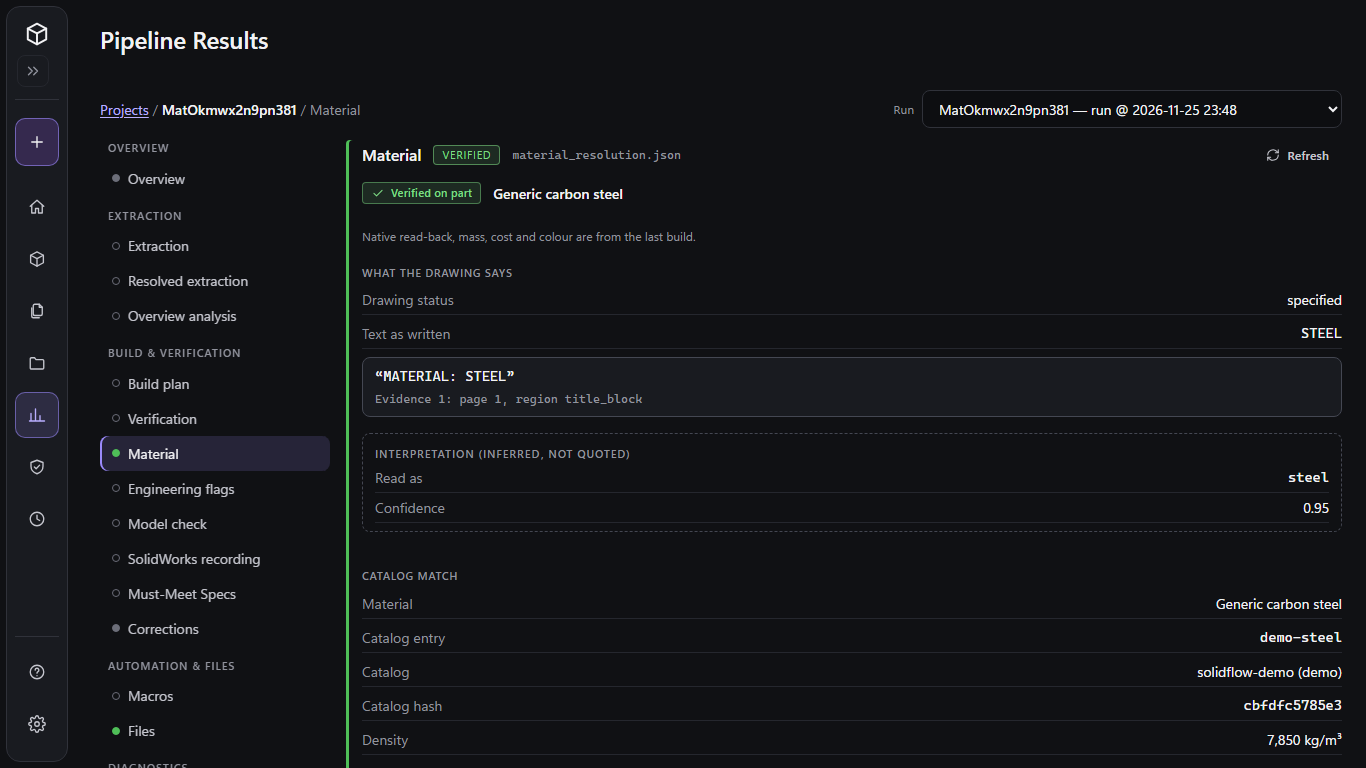 Pipeline Results
Projects / MatOkmwx2n9pn381 / Material
Run MatOkmwx2n9pn381 — run @ 2026-11-25 23:48
OVERVIEW
Overview
EXTRACTION
Extraction
Resolved extraction
Overview analysis
BUILD & VERIFICATION
Build plan
Verification
Material
Engineering flags
Model check
SolidWorks recording
Must-Meet Specs
Corrections
AUTOMATION & FILES
Macros
Files
DIAGNOSTICS
Material VERIFIED material_resolution.json Refresh
Verified on part Generic carbon steel
Native read-back, mass, cost and colour are from the last build.
WHAT THE DRAWING SAYS
Drawing status specified
Text as written STEEL
“MATERIAL: STEEL”
Evidence 1: page 1, region title_block
INTERPRETATION (INFERRED, NOT QUOTED)
Read as steel
Confidence 0.95
CATALOG MATCH
Material Generic carbon steel
Catalog entry demo-steel
Catalog solidflow-demo (demo)
Catalog hash cbfdfc5785e3
Density 7,850 kg/m³